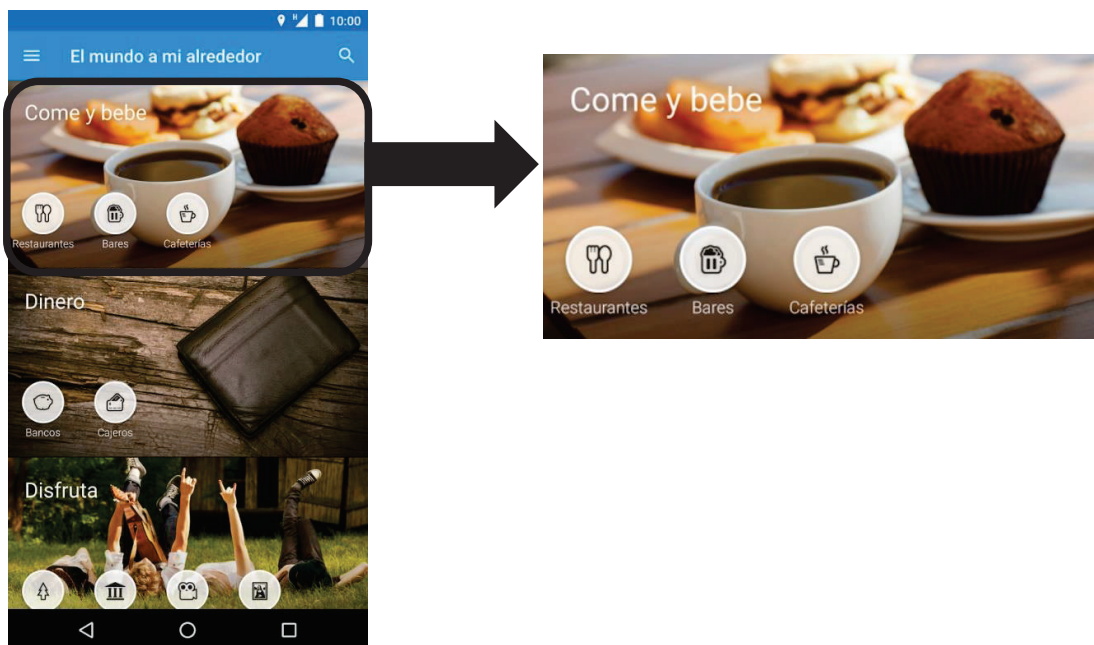 10:00
El mundo a mi alrededor
Come y bebe
Restaurantes Bares Cafeterías
Dinero
Bancos Cajeros
Disfruta
Come y bebe
Restaurantes Bares Cafeterías